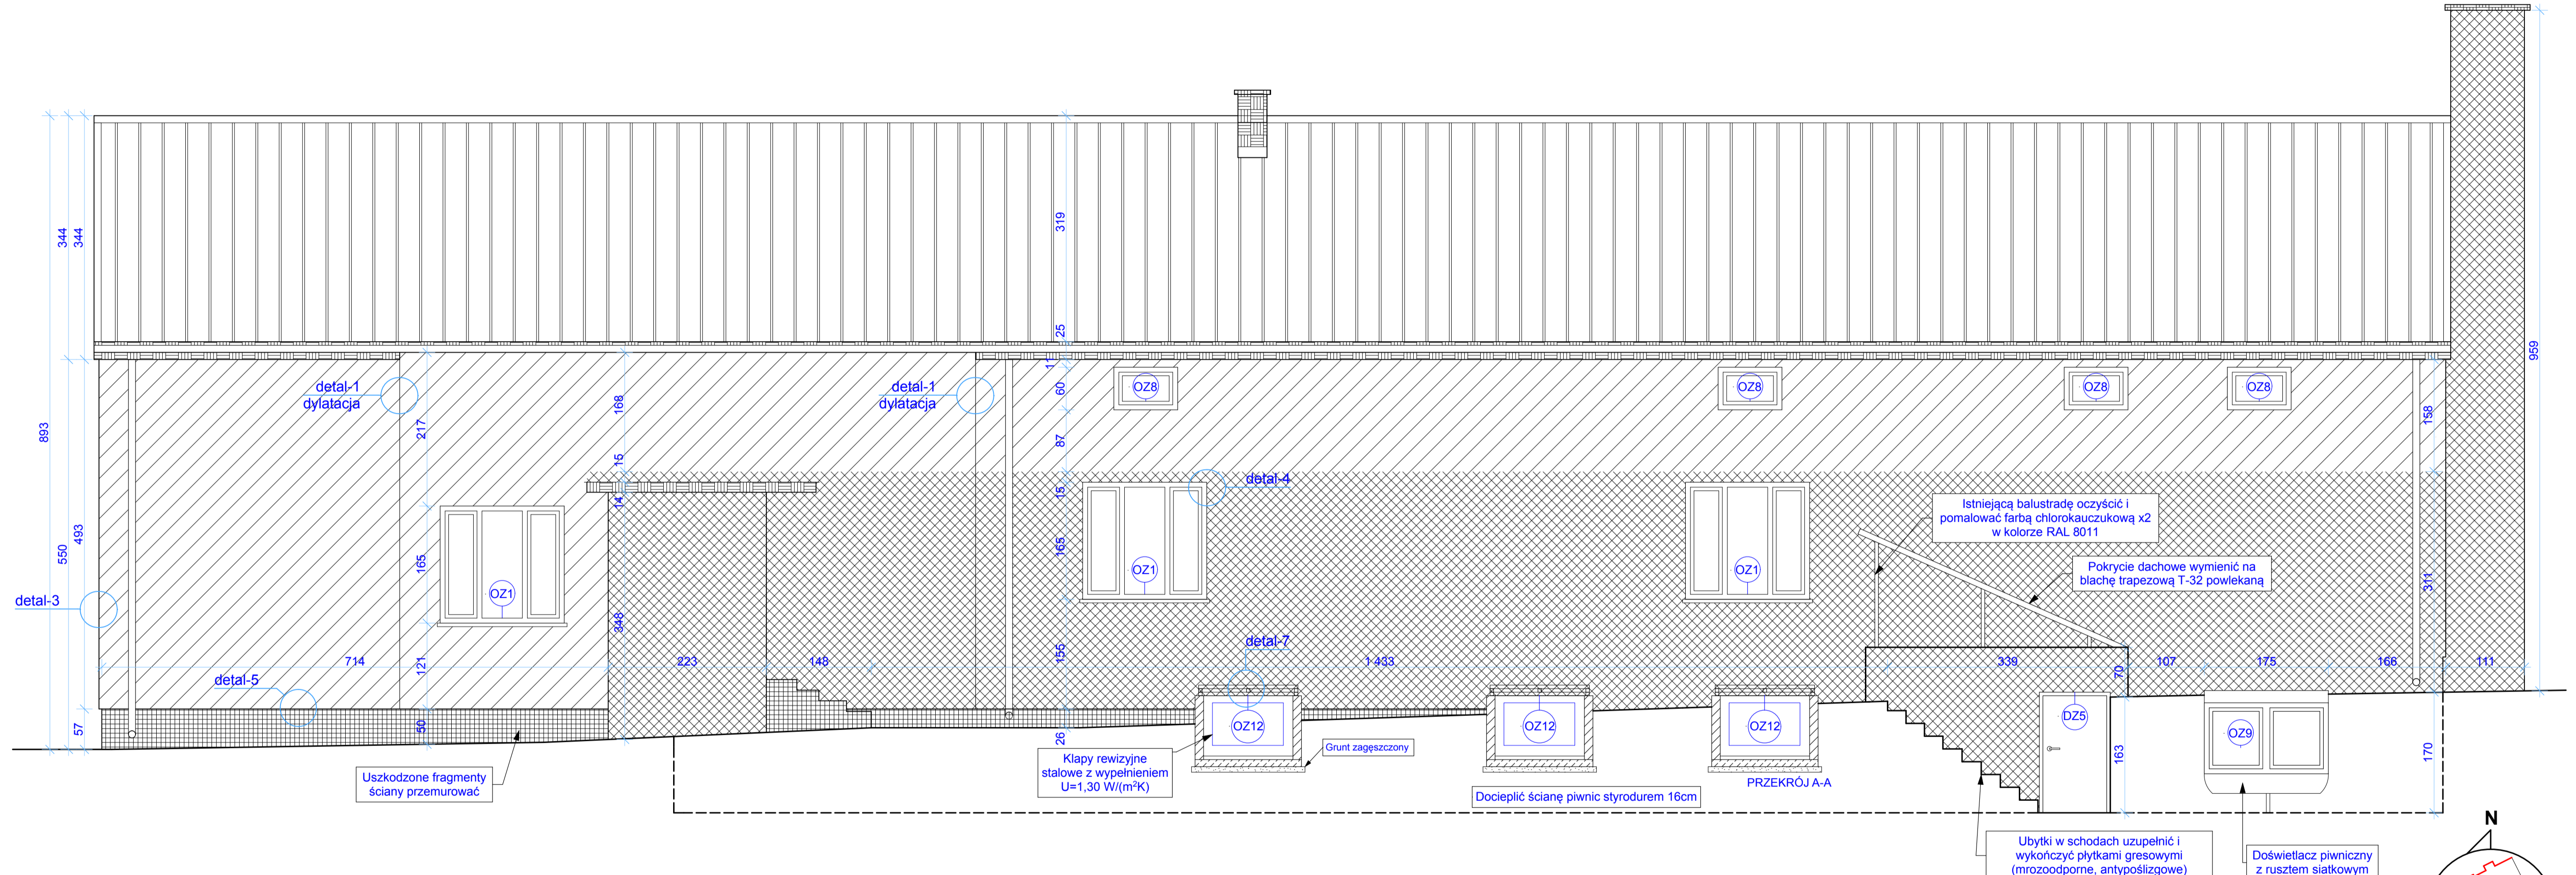 959
344
344
319
25
11
60
87
15
165
155
26
detal-1
dylatacja
detal-1
dylatacja
OZ8
OZ8
OZ8
OZ8
893
550
493
57
168
15
14
348
217
165
121
50
158
311
170
detal-4
Istniejącą balustradę oczyścić i
pomalować farbą chlorokauczukową x2
w kolorze RAL 8011
Pokrycie dachowe wymienić na
blachę trapezową T-32 powlekaną
OZ1
OZ1
OZ1
detal-3
detal-7
714
223
148
1 433
339
70
107
175
166
111
detal-5
OZ12
OZ12
OZ12
DZ5
OZ9
163
Klapy rewizyjne
stalowe z wypełnieniem
U=1,30 W/(m²K)
Grunt zagęszczony
Uszkodzone fragmenty
ściany przemurować
PRZEKRÓJ A-A
Docieplić ścianę piwnic styrodurem 16cm
N
Ubytki w schodach uzupełnić i
wykończyć płytkami gresowymi
(mrozoodporne, antypoślizgowe)
Doświetlacz piwniczny
z rusztem siatkowym